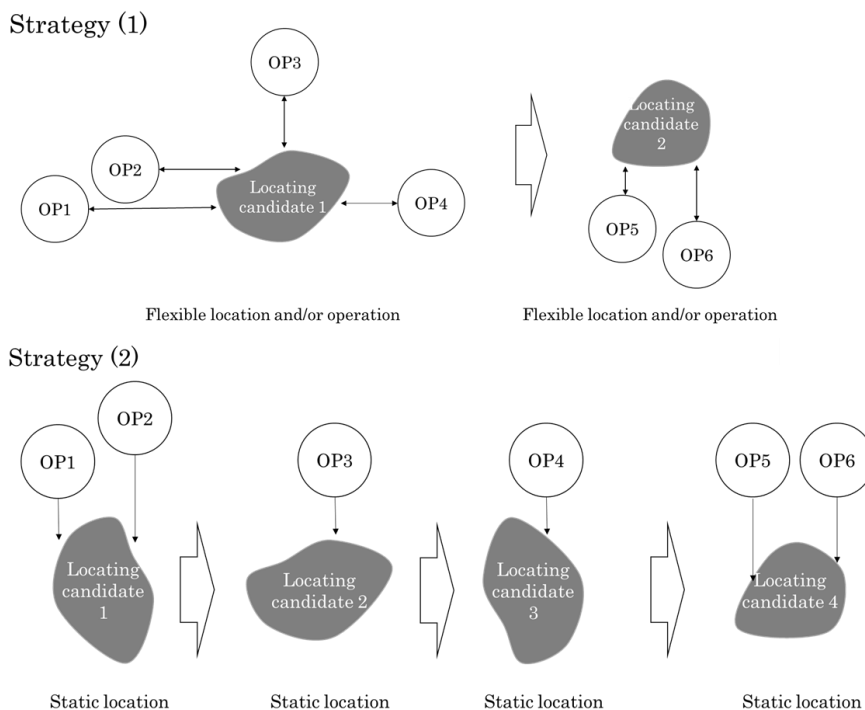 Strategy (1)
OP3
OP2
OP1
Locating
candidate 1
OP4
Flexible location and/or operation
Locating
candidate
2
OP5
OP6
Flexible location and/or operation
Strategy (2)
OP1
OP2
Locating
candidate
1
Static location
OP3
Locating
candidate 2
Static location
OP4
Locating
candidate
3
Static location
OP5
OP6
Locating
candidate 4
Static location